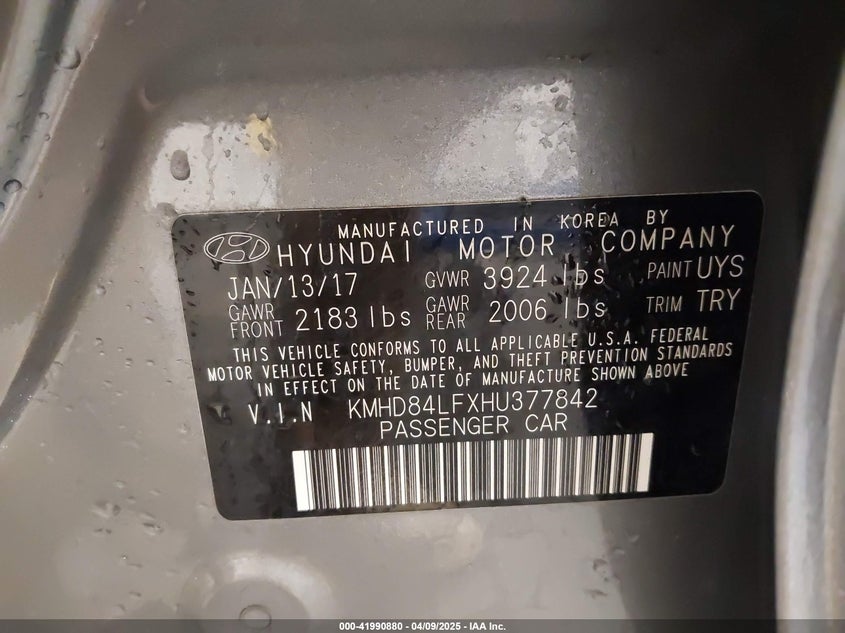 MANUFACTURED IN KOREA BY
HYUNDAI MOTOR COMPANY
JAN/13/17 GVWR 3924 lbs PAINT UYS
GAWR FRONT 2183 lbs GAWR REAR 2006 lbs TRIM TRY
THIS VEHICLE CONFORMS TO ALL APPLICABLE U.S.A. FEDERAL
MOTOR VEHICLE SAFETY, BUMPER, AND THEFT PREVENTION STANDARDS
IN EFFECT ON THE DATE OF MANUFACTURE SHOWN ABOVE
V.I.N KMHD84LFXHU377842
PASSENGER CAR
000-41990880 - 04/09/2025 - IAA Inc.